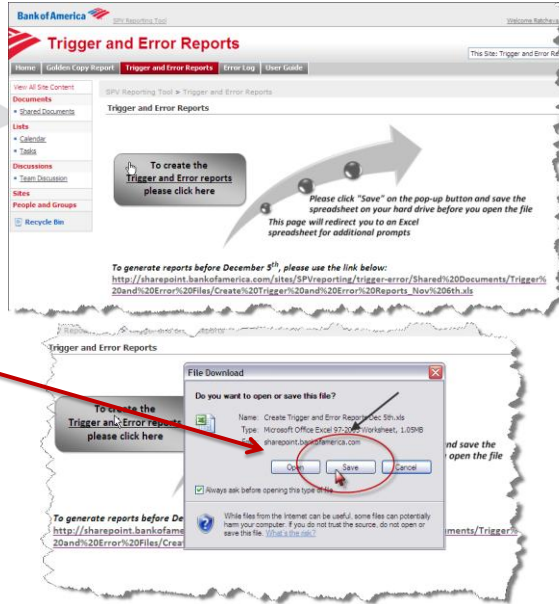 Bank of America
SPV Reporting Tool
Trigger and Error Reports
This Site: Trigger and Error
Home Golden Copy Report Trigger and Error Reports Error Log User Guide
View All Site Content
Documents
Shared Documents
Lists
Calendar
Tasks
Discussions
Team Discussion
Sites
People and Groups
Recycle Bin
SPV Reporting Tool > Trigger and Error Reports
Trigger and Error Reports
To create the
Trigger and Error reports
please click here
Please click "Save" on the pop-up button and save the
spreadsheet on your hard drive before you open the file
This page will redirect you to an Excel
spreadsheet for additional prompts
To generate reports before December 5th, please use the link below:
http://sharepoint.bankofamerica.com/sites/SPVreporting/trigger-error/Shared%20Documents/Trigger%
20and%20Error%20Files/Create%20Trigger%20and%20Error%20Reports_Nov%206th.xls
Trigger and Error Reports
To create the
Trigger and Error reports
please click here
nd save the
open the file
File Download
Do you want to open or save this file?
Name: Create Trigger and Error Reports Dec 5th.xls
Type: Microsoft Office Excel 97-2003 Worksheet, 1.05MB
sharepoint.bankofamerica.com
Open Save Cancel
Always ask before opening this type of file
While files from the Internet can be useful, some files can potentially
harm your computer. If you do not trust the source, do not open or
save this file. What's the risk?
To generate reports before De
http://sharepoint.bankofame
20and%20Error%20Files/Crea
ments/Trigger%